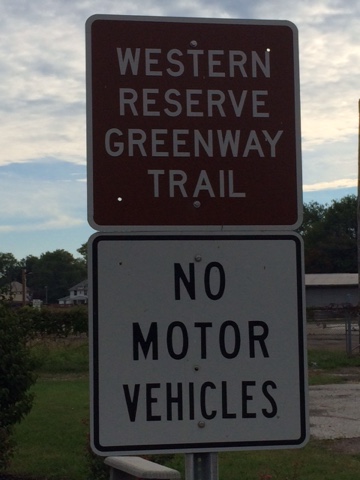 WESTERN
RESERVE
GREENWAY
TRAIL
NO
MOTOR
VEHICLES